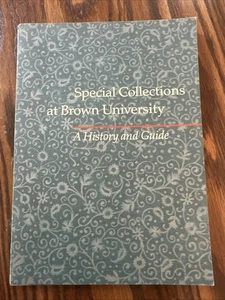 Special Collections
at Brown University
A History and Guide